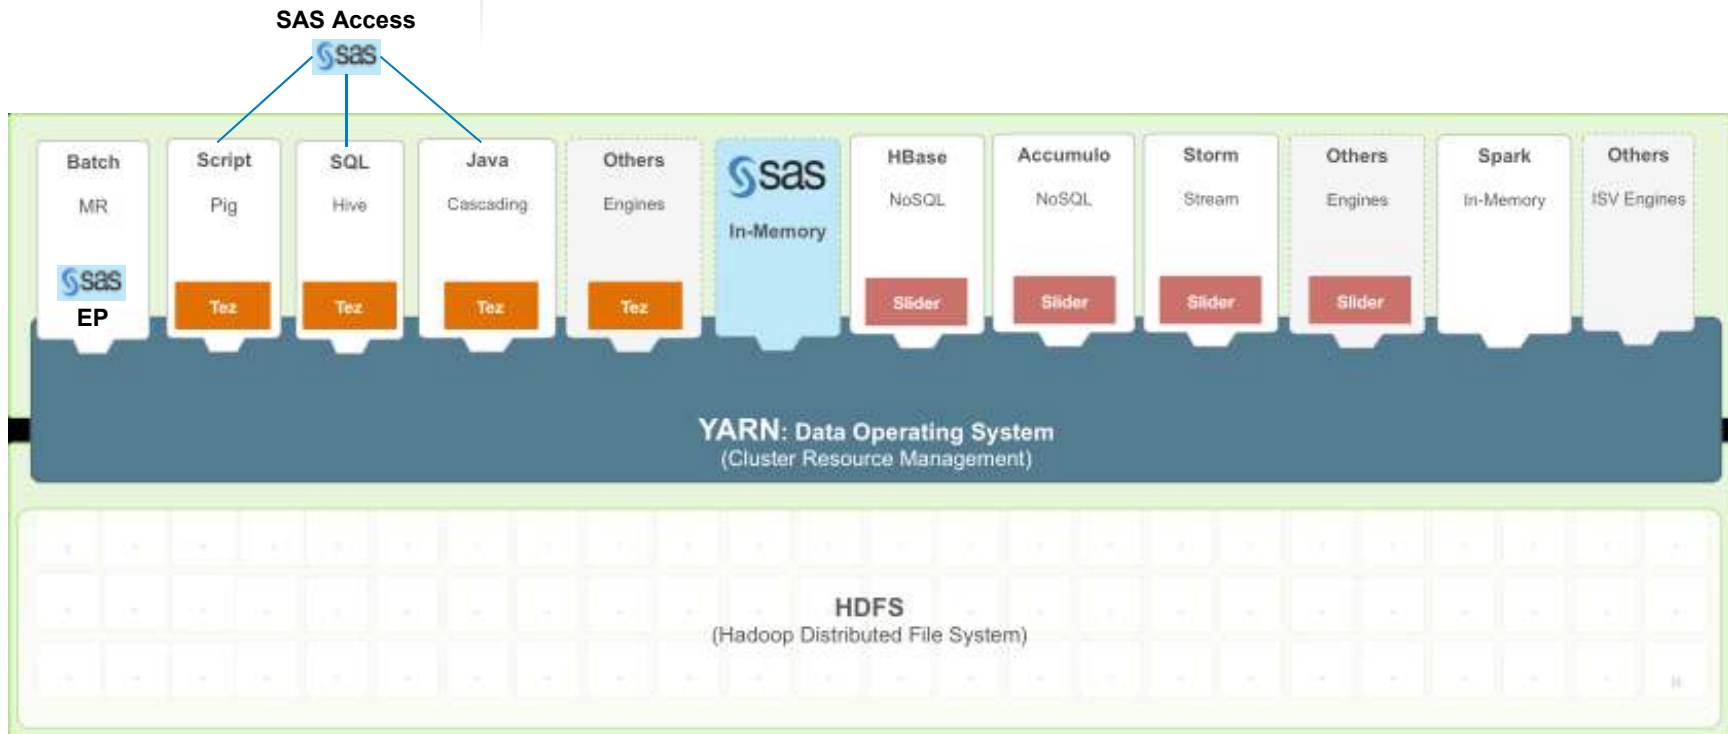 SAS Access
sas
Batch
MR
sas
EP
Script
Pig
Tez
SQL
Hive
Tez
Java
Cascading
Tez
Others
Engines
Tez
sas
In-Memory
HBase
NoSQL
Slider
Accumulo
NoSQL
Slider
Storm
Stream
Slider
Others
Engines
Slider
Spark
In-Memory
Others
ISV Engines
YARN: Data Operating System
(Cluster Resource Management)
HDFS
(Hadoop Distributed File System)